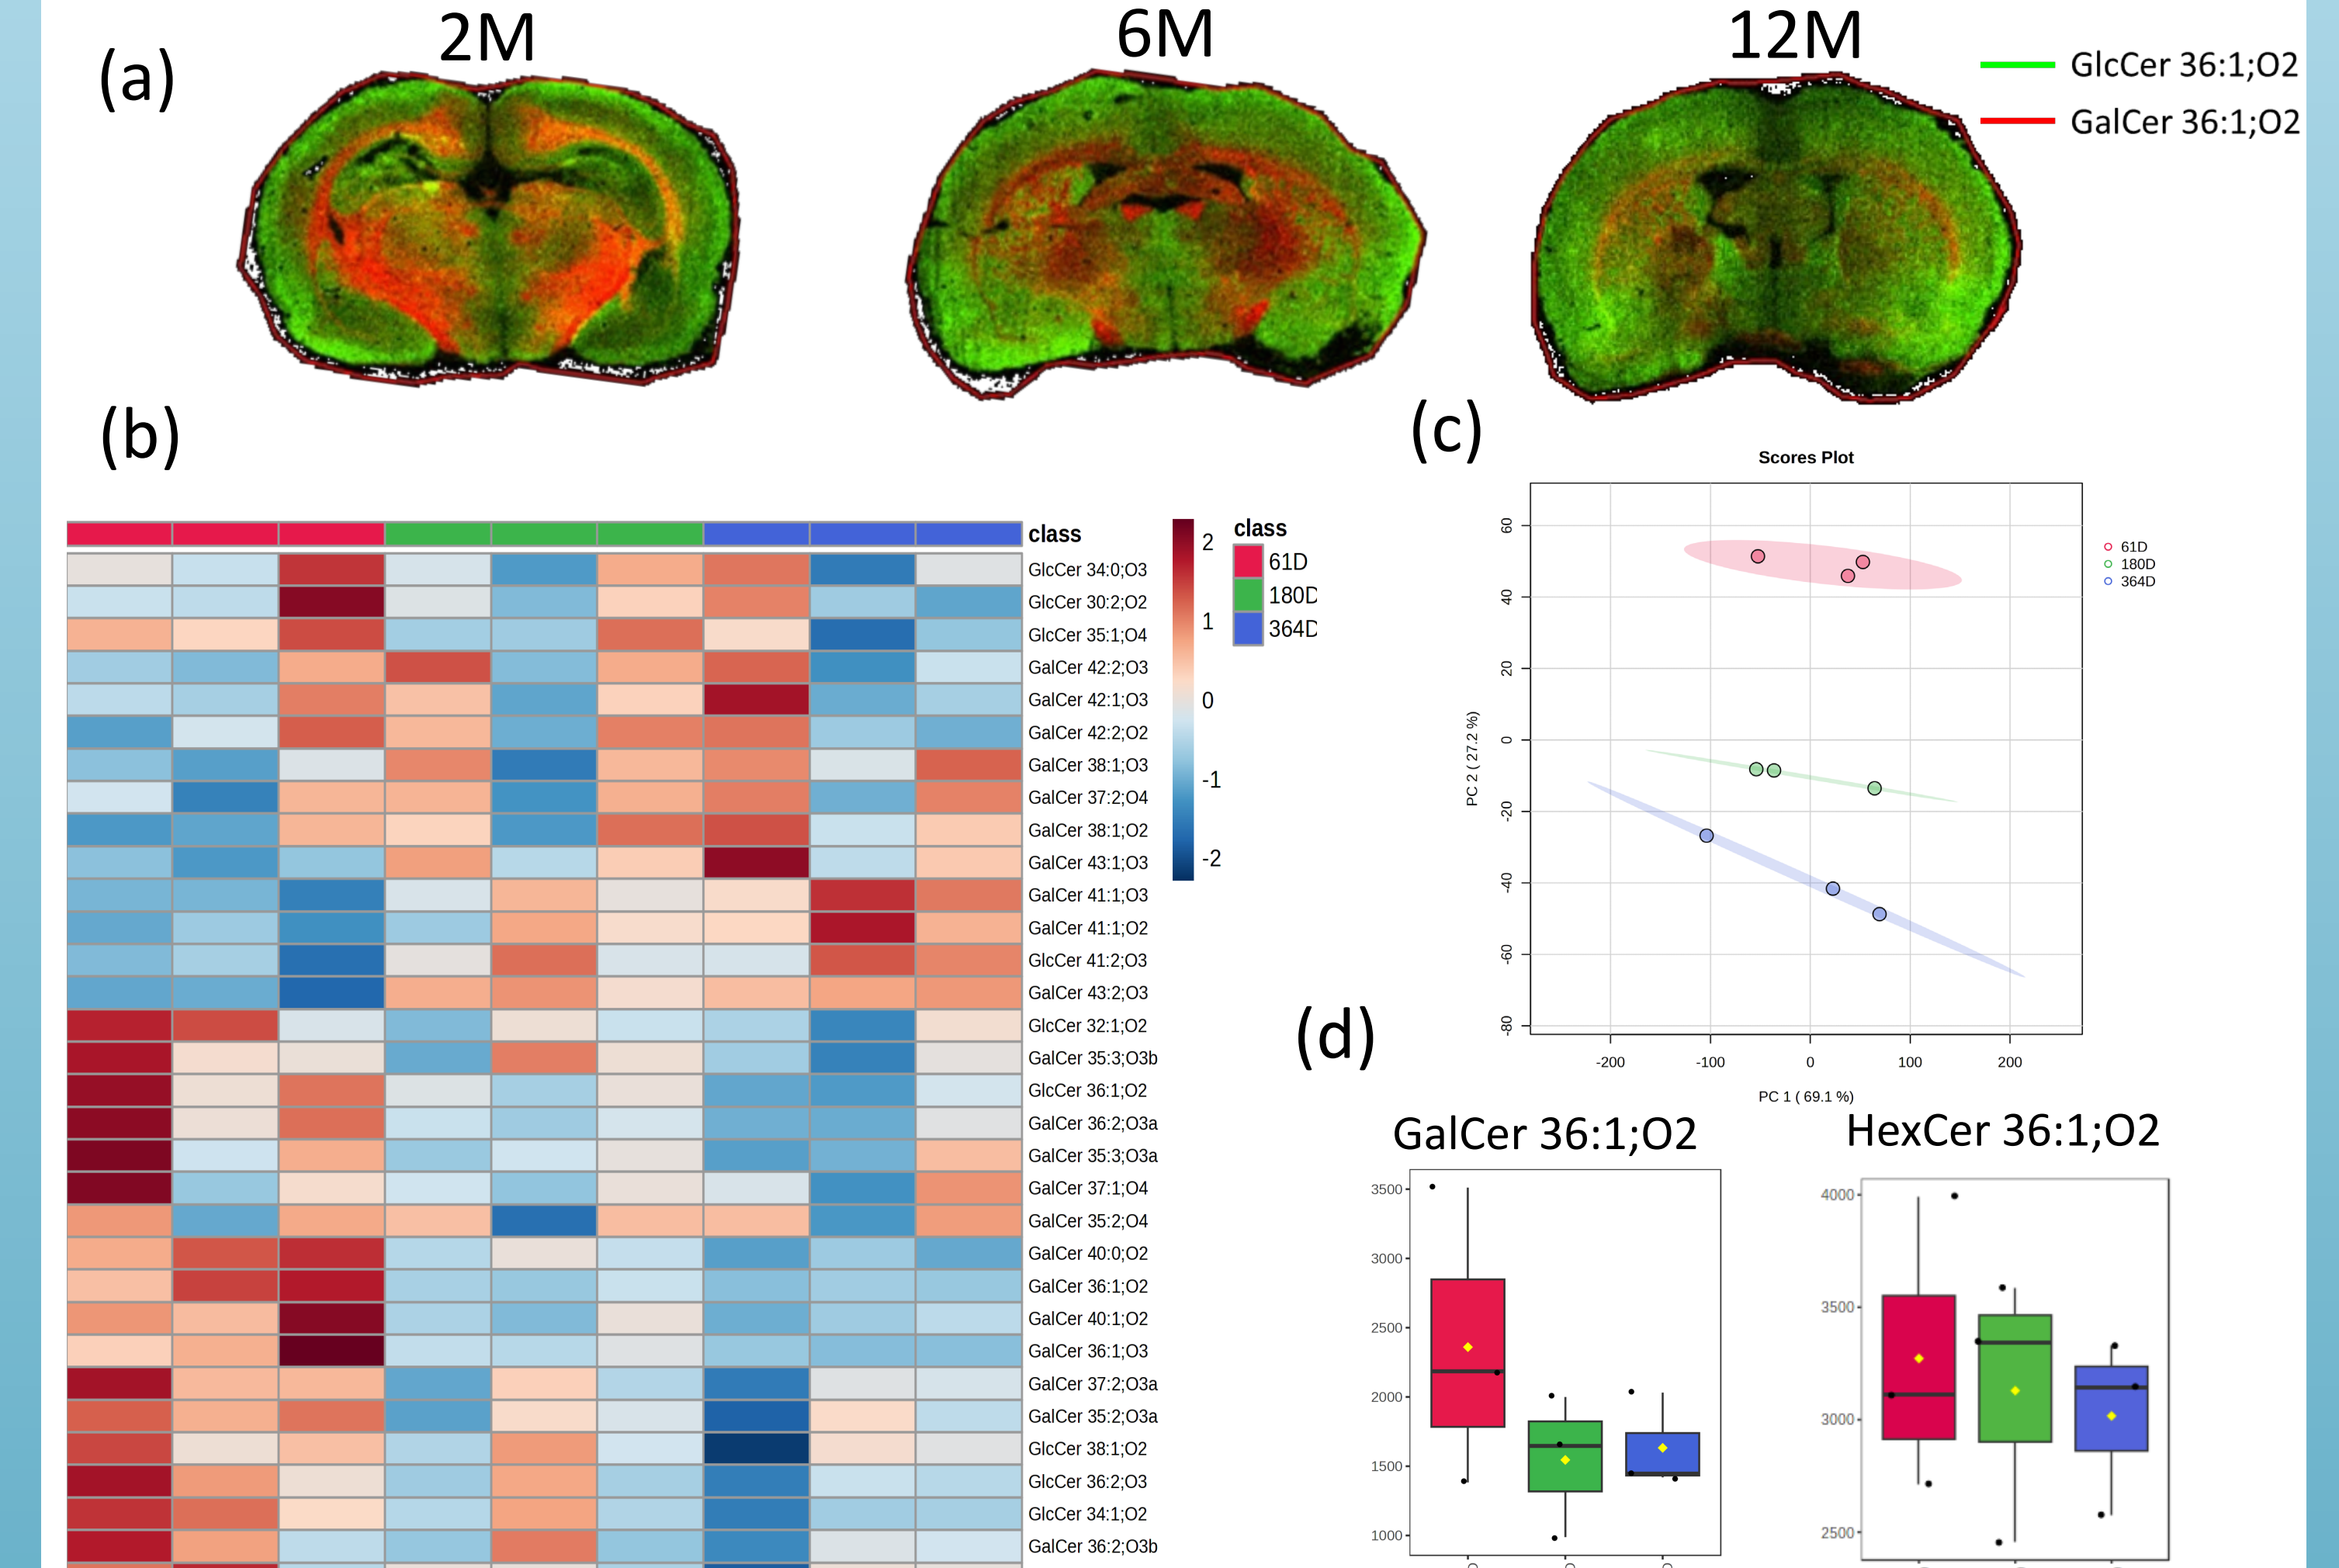 2M
6M
12M
(a)
GlcCer 36:1;O2
GalCer 36:1;O2
(b)
class
GlcCer 34:0;O3
GlcCer 30:2;O2
GlcCer 35:1;O4
GalCer 42:2;O3
GalCer 42:1;O3
GalCer 42:2;O2
GalCer 38:1;O3
GalCer 37:2;O4
GalCer 38:1;O2
GalCer 43:1;O3
GalCer 41:1;O3
GalCer 41:1;O2
GlcCer 41:2;O3
GalCer 43:2;O3
GlcCer 32:1;O2
GalCer 35:3;O3b
GlcCer 36:1;O2
GalCer 36:2;O3a
GalCer 35:3;O3a
GalCer 37:1;O4
GalCer 35:2;O4
GalCer 40:0;O2
GalCer 36:1;O2
GalCer 40:1;O2
GalCer 36:1;O3
GalCer 37:2;O3a
GalCer 35:2;O3a
GlcCer 38:1;O2
GlcCer 36:2;O3
GlcCer 34:1;O2
GalCer 36:2;O3b
2
1
0
-1
-2
class
61D
180D
364D
(c)
Scores Plot
61D
180D
364D
PC 2 ( 27.2 %)
60
40
20
0
-20
-40
-60
-80
-200
-100
0
100
200
PC 1 ( 69.1 %)
(d)
GalCer 36:1;O2
3500
3000
2500
2000
1500
1000
HexCer 36:1;O2
4000
3500
3000
2500